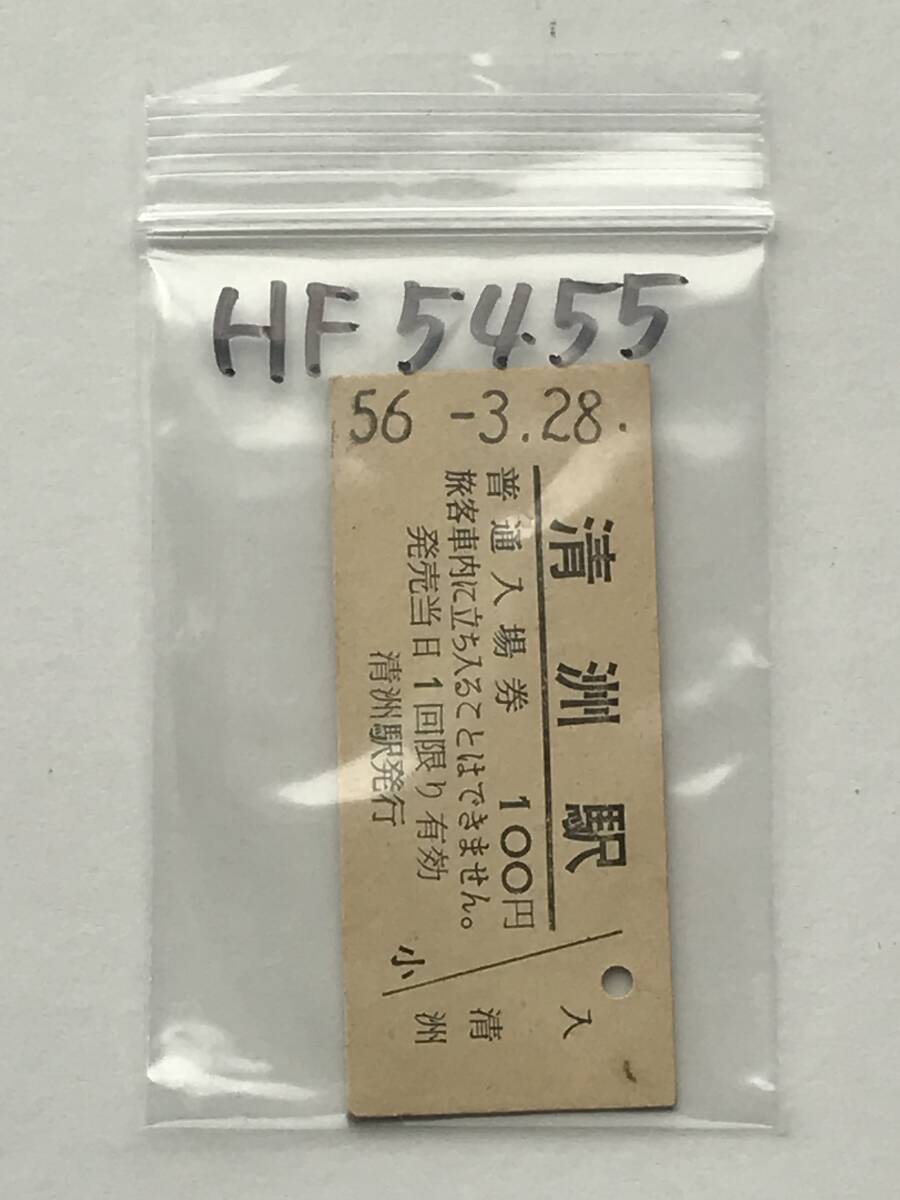 HF 5455
56 -3.28.
清洲駅
普通入場券 100円
旅客車内に立ち入ることはできません。
発売当日1回限り有効
清洲駅発行
小
入
清
洲